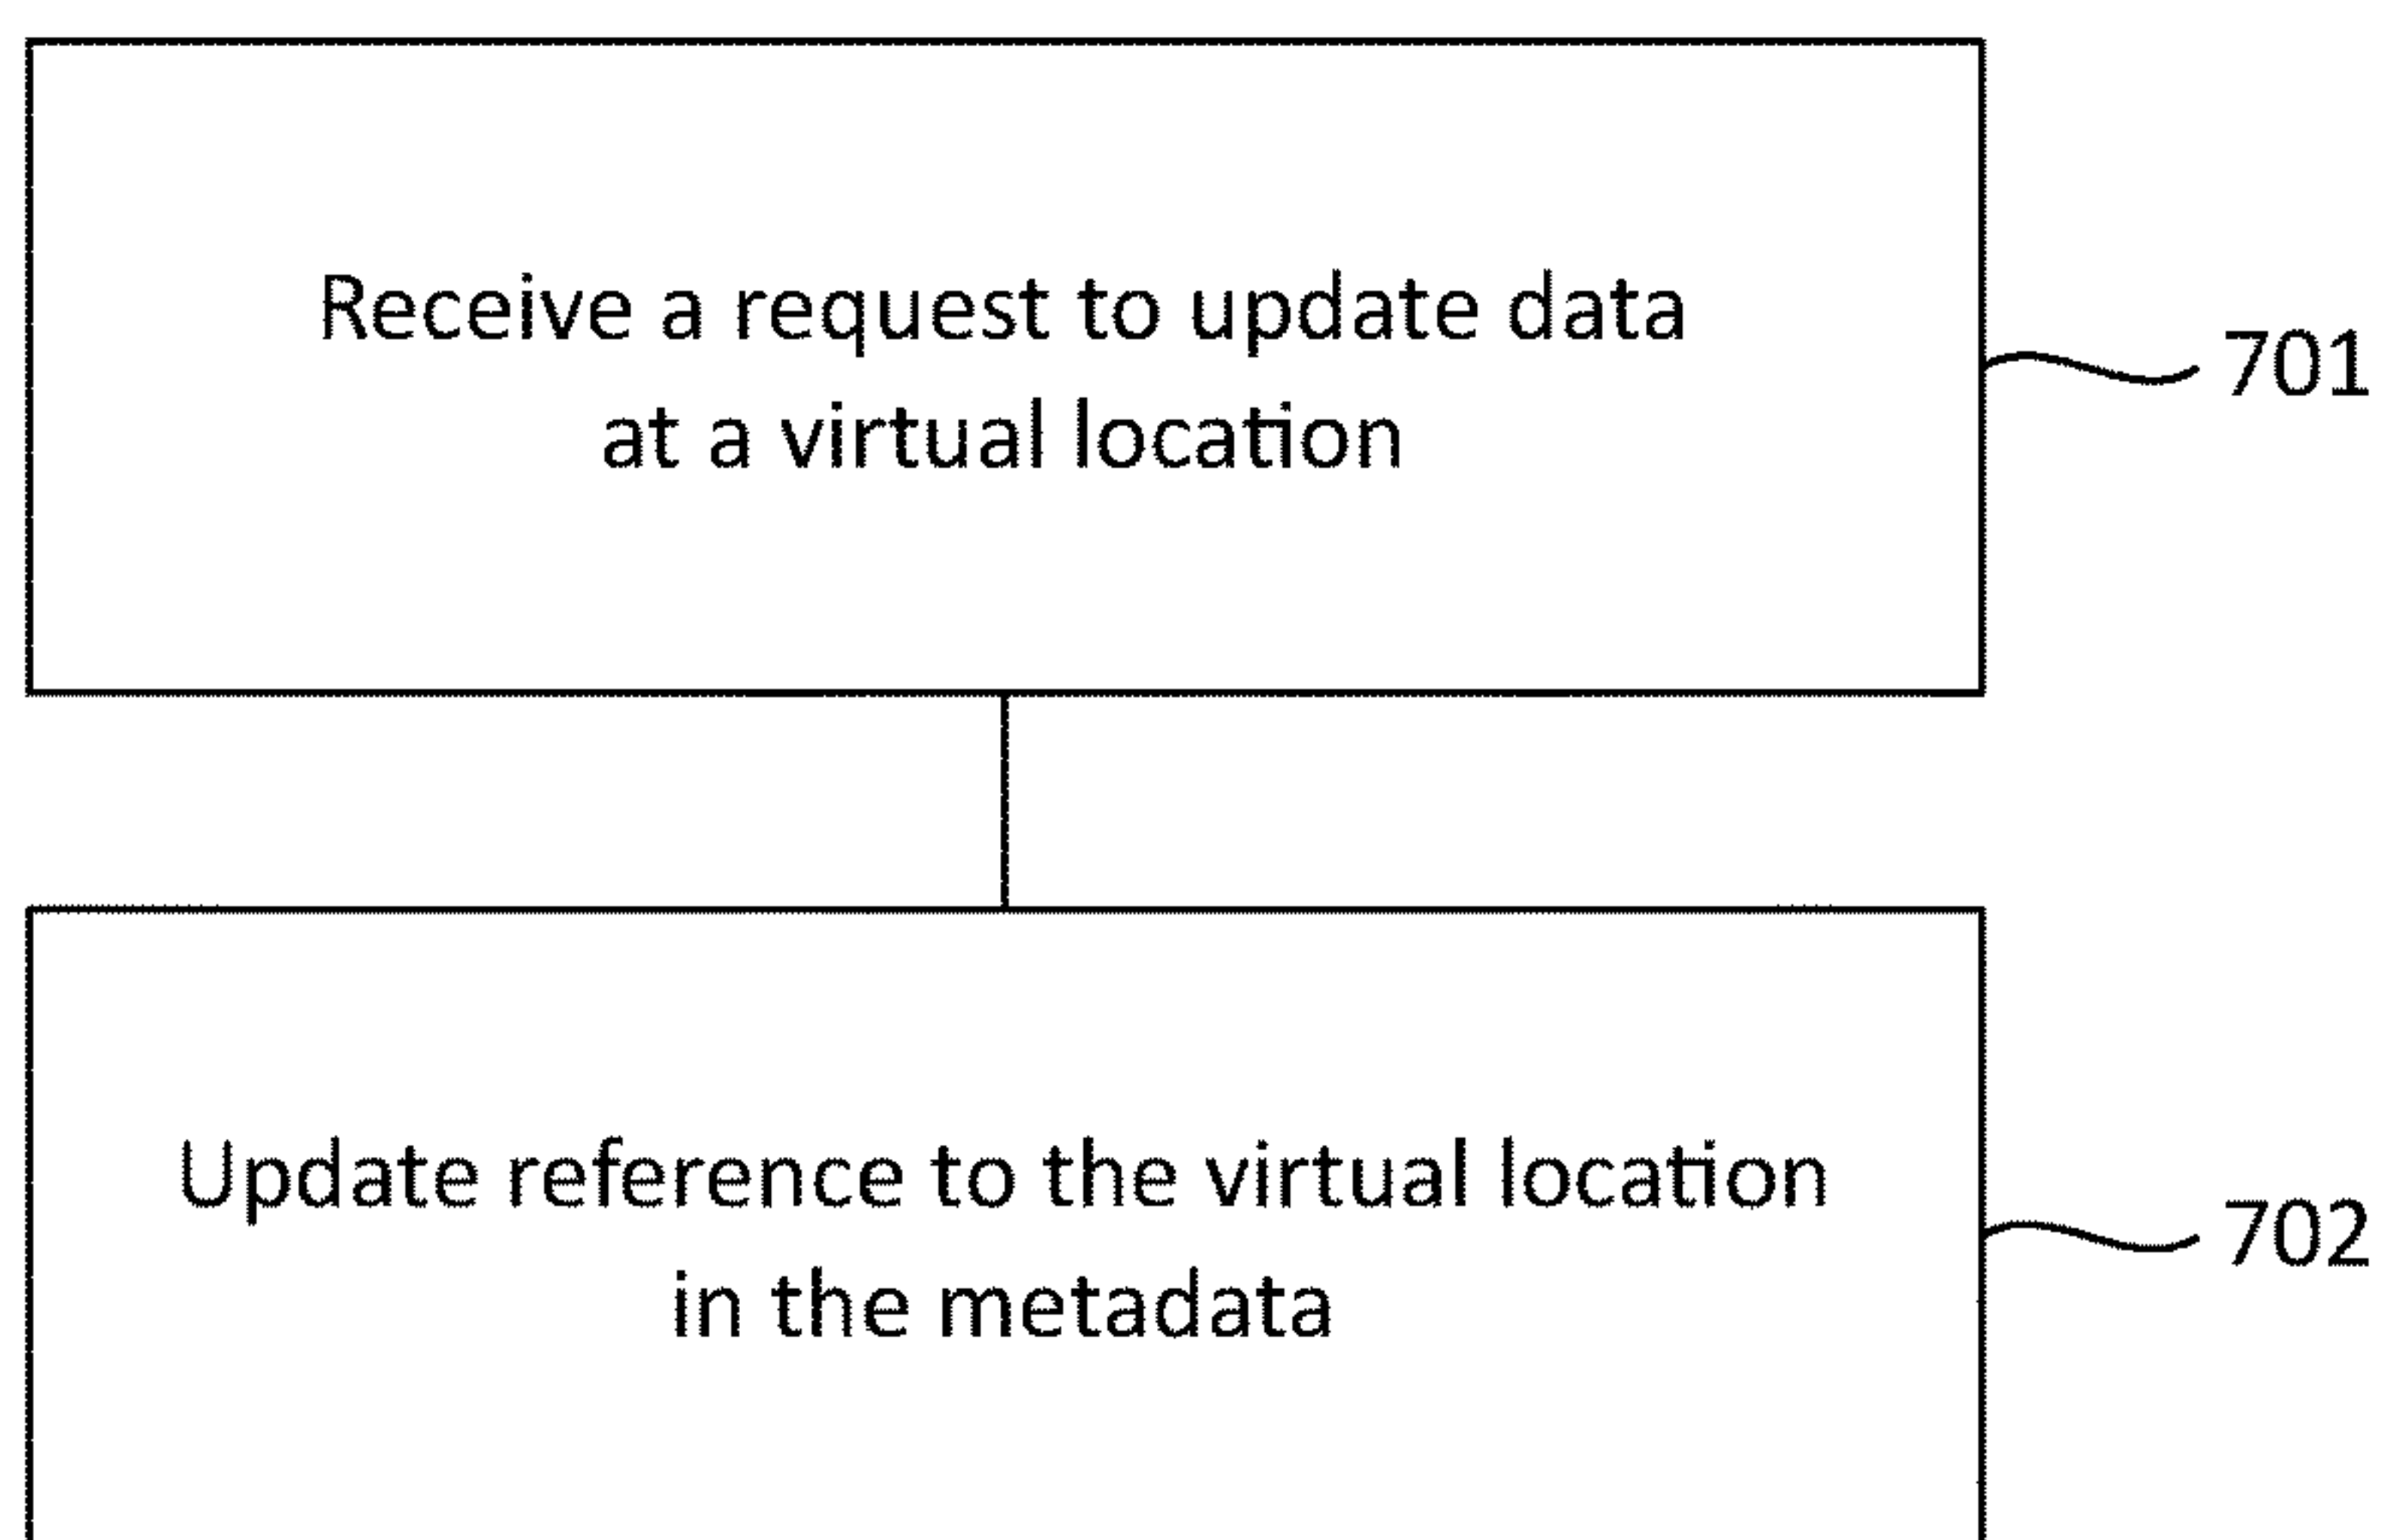 Receive a request to update data
at a virtual location
701
Update reference to the virtual location
in the metadata
702